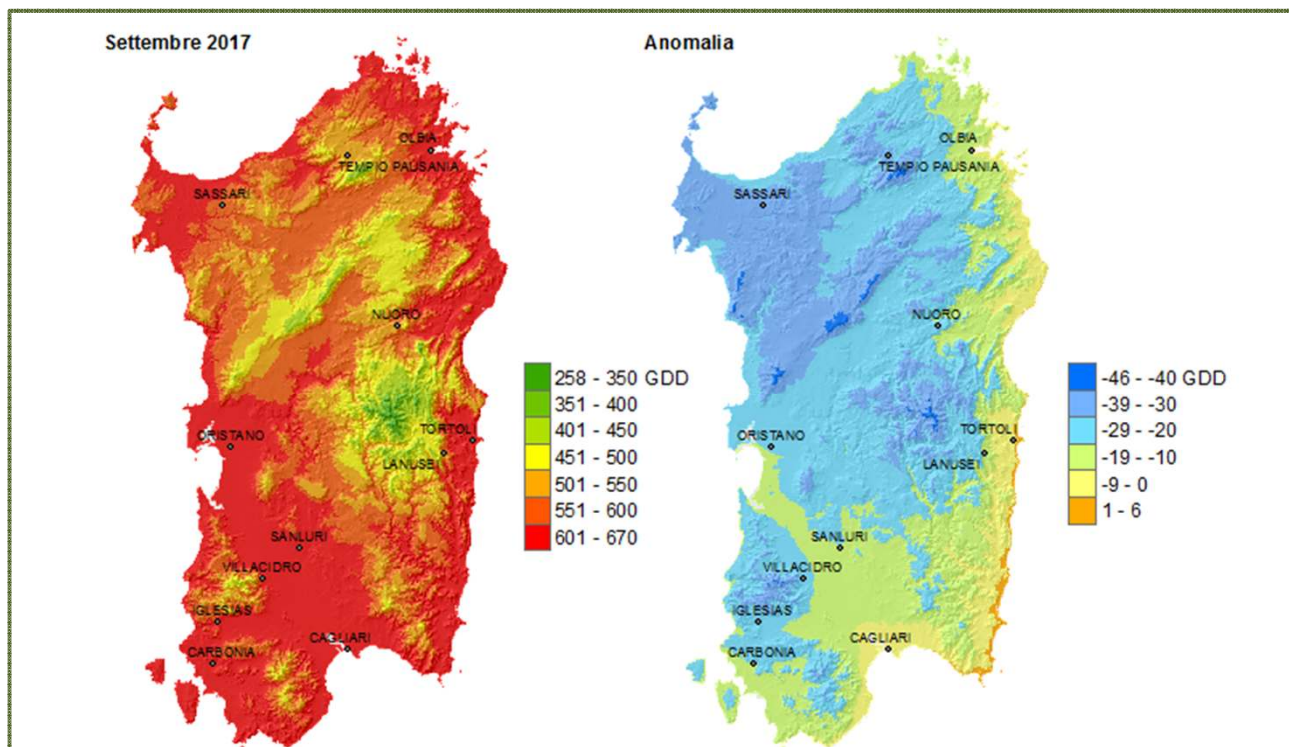 Settembre 2017
OLBIA
TEMPIO PAUSANIA
SASSARI
NUORO
ORISTANO
TORTOLI
LANUSEI
SANLURI
VILLACIDRO
IGLESIAS
CAGLIARI
CARBONIA
258 - 350 GDD
351 - 400
401 - 450
451 - 500
501 - 550
551 - 600
601 - 670
Anomalia
OLBIA
TEMPIO PAUSANIA
SASSARI
NUORO
ORISTANO
TORTOLI
LANUSEI
SANLURI
VILLACIDRO
IGLESIAS
CAGLIARI
CARBONIA
-46 - -40 GDD
-39 - -30
-29 - -20
-19 - -10
-9 - 0
1 - 6